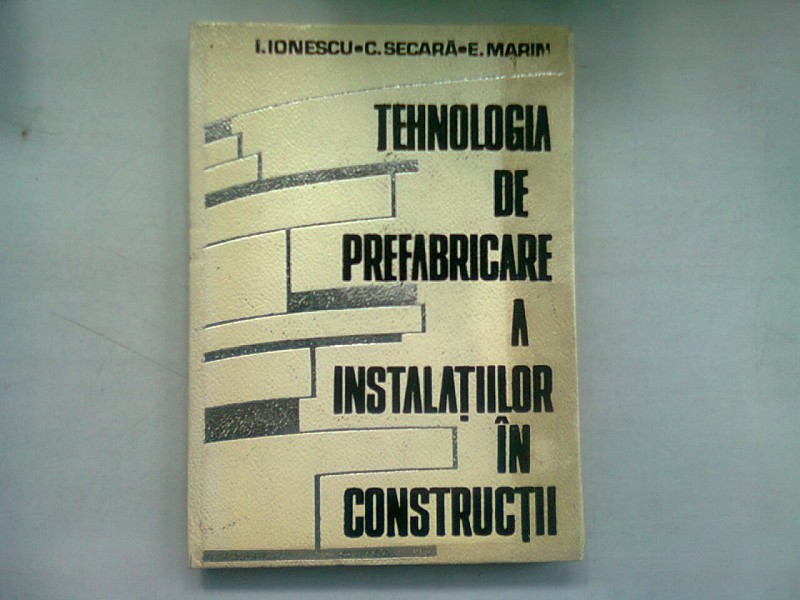 I.IONESCU•C.SECARĂ•E.MARIN
TEHNOLOGIA
DE
PREFABRICARE
A
INSTALAȚIILOR
ÎN
CONSTRUCȚII